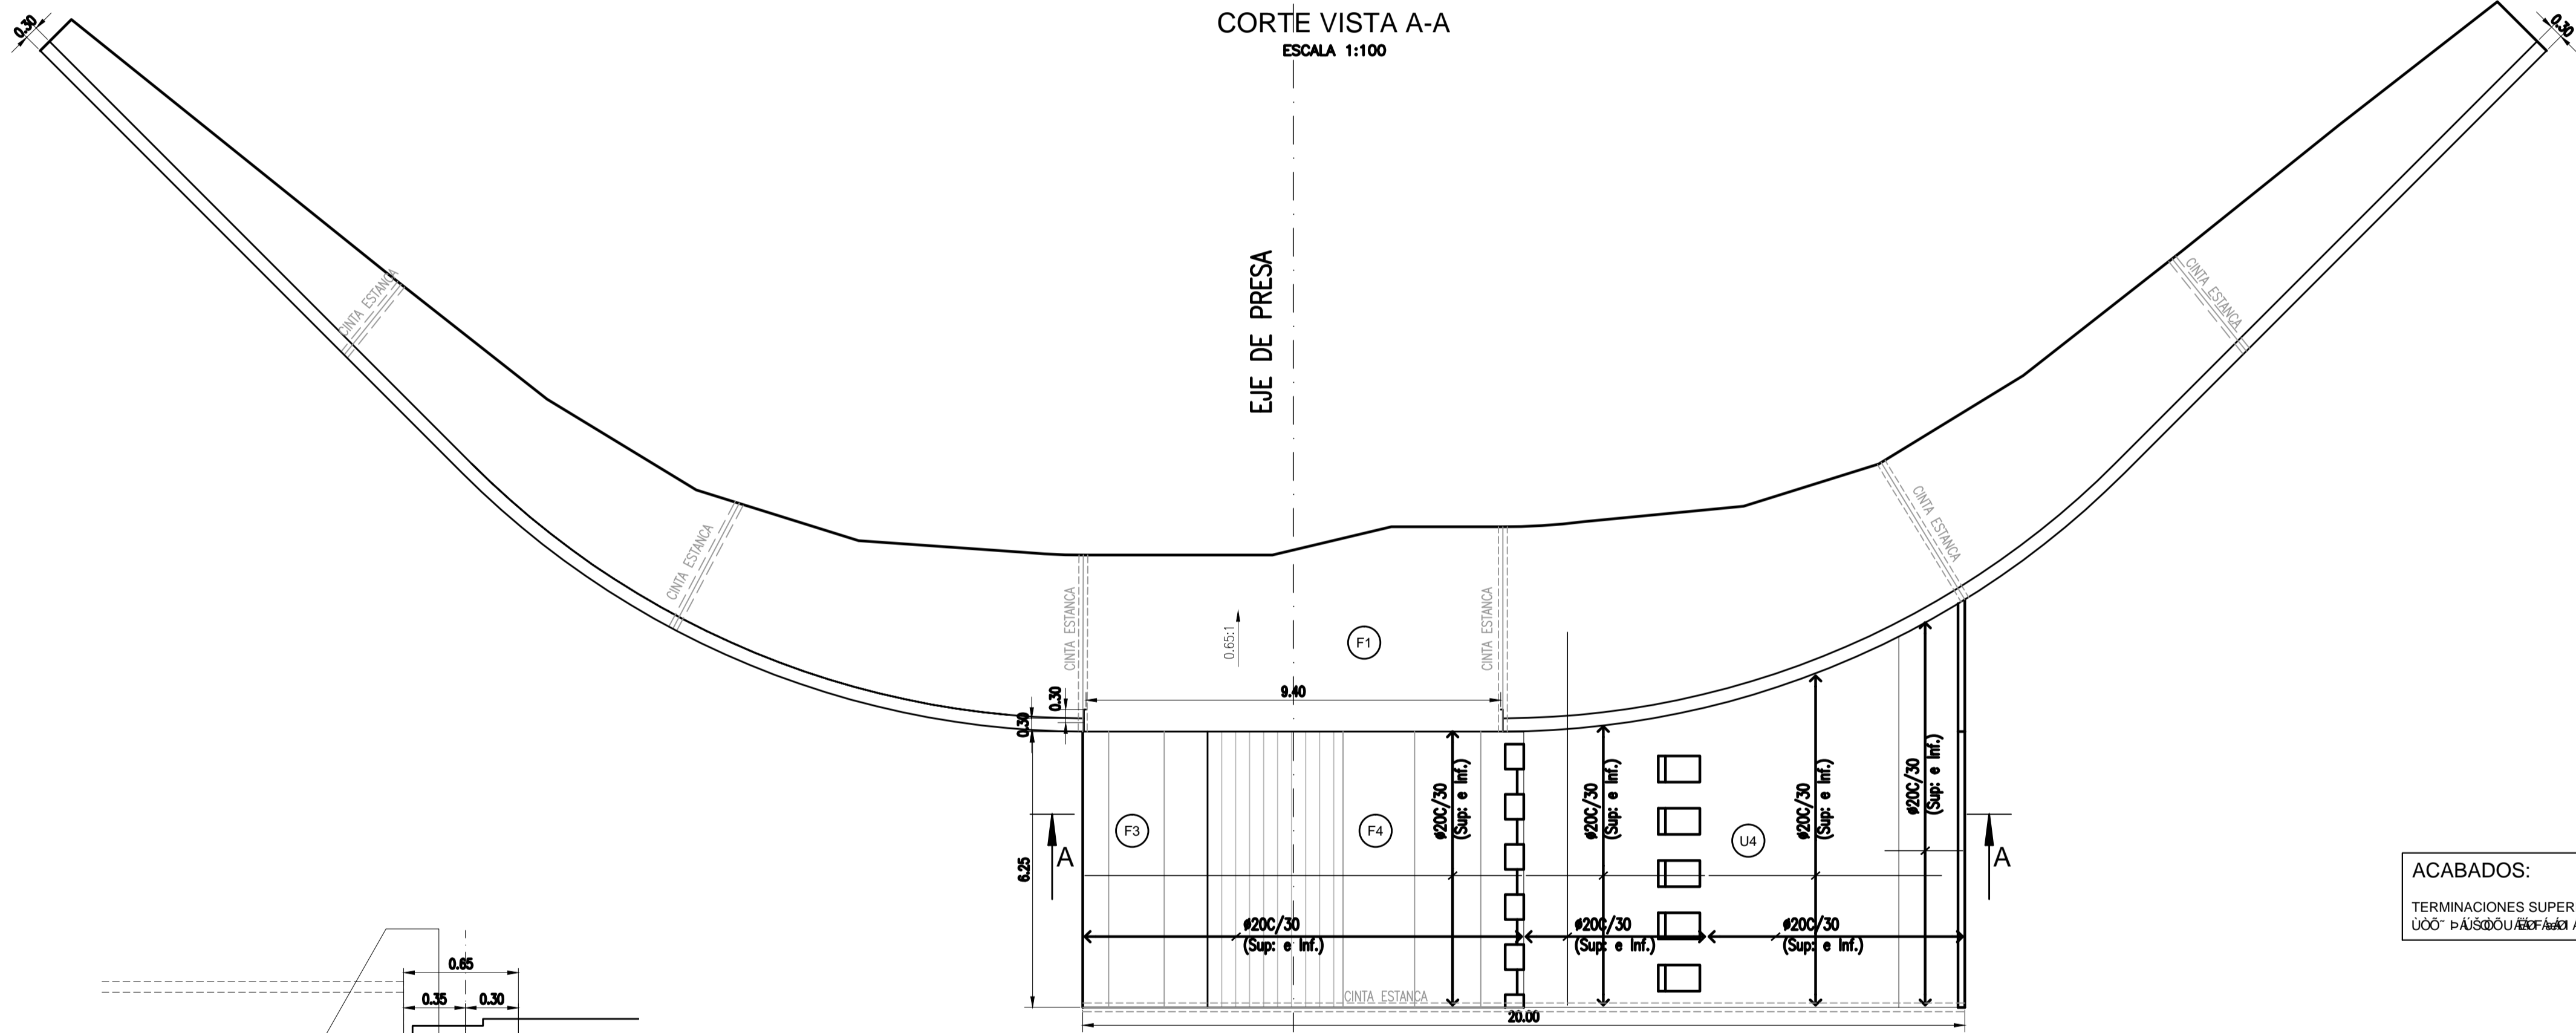 CORTE VISTA A-A
ESCALA 1:100
0.30
0.30
EJE DE PRESA
CINTA ESTANCA
CINTA ESTANCA
CINTA ESTANCA
CINTA ESTANCA
CINTA ESTANCA
CINTA ESTANCA
0.65:1
F1
9.40
0.30
0.30
6.25
A
F3
F4
U4
A
ø20C/30
(Sup: e Inf.)
ø20C/30
(Sup: e Inf.)
ø20C/30
(Sup: e Inf.)
ø20C/30
(Sup: e Inf.)
ø20C/30
(Sup: e Inf.)
ø20C/30
(Sup: e Inf.)
ø20C/30
(Sup: e Inf.)
CINTA ESTANCA
20.00
0.65
0.35
0.30
ACABADOS:
TERMINACIONES SUPER